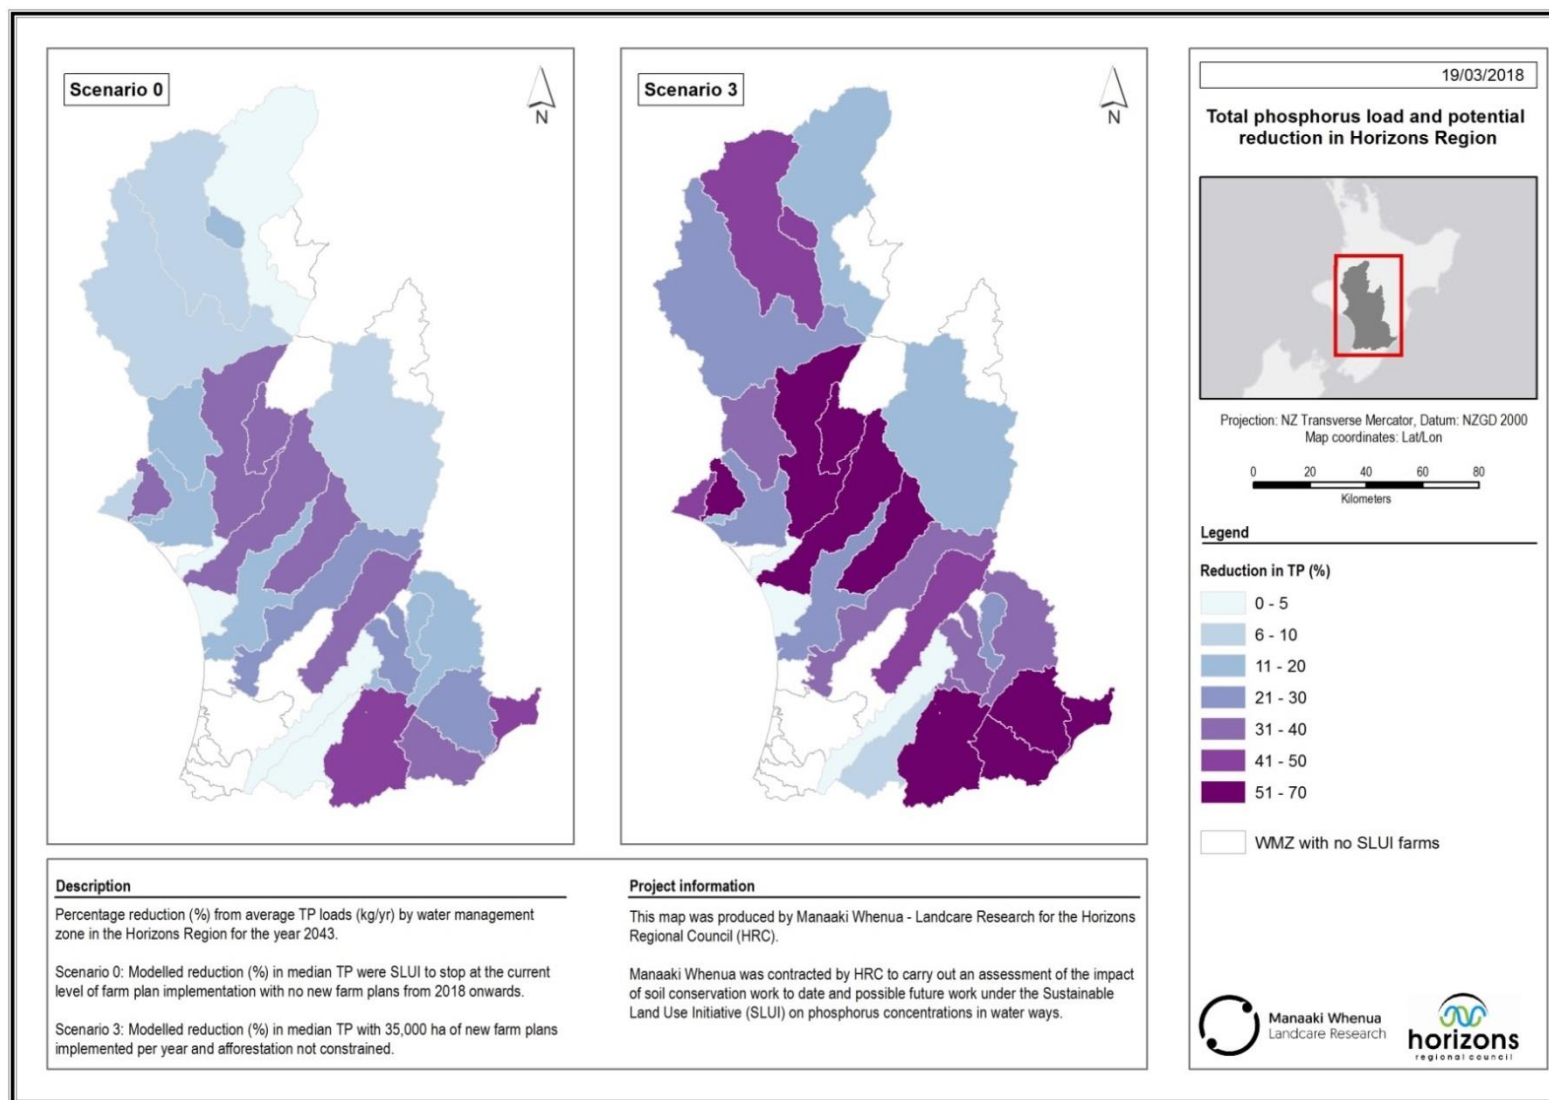 Scenario 0
N
Scenario 3
N
19/03/2018
Total phosphorus load and potential
reduction in Horizons Region
Projection: NZ Transverse Mercator, Datum: NZGD 2000
Map coordinates: Lat/Lon
0 20 40 60 80
Kilometers
Legend
Reduction in TP (%)
0 - 5
6 - 10
11 - 20
21 - 30
31 - 40
41 - 50
51 - 70
WMZ with no SLUI farms
Description
Percentage reduction (%) from average TP loads (kg/yr) by water management
zone in the Horizons Region for the year 2043.
Scenario 0: Modelled reduction (%) in median TP were SLUI to stop at the current
level of farm plan implementation with no new farm plans from 2018 onwards.
Scenario 3: Modelled reduction (%) in median TP with 35,000 ha of new farm plans
implemented per year and afforestation not constrained.
Project information
This map was produced by Manaaki Whenua - Landcare Research for the Horizons
Regional Council (HRC).
Manaaki Whenua was contracted by HRC to carry out an assessment of the impact
of soil conservation work to date and possible future work under the Sustainable
Land Use Initiative (SLUI) on phosphorus concentrations in water ways.
Manaaki Whenua
Landcare Research
horizons
regional council